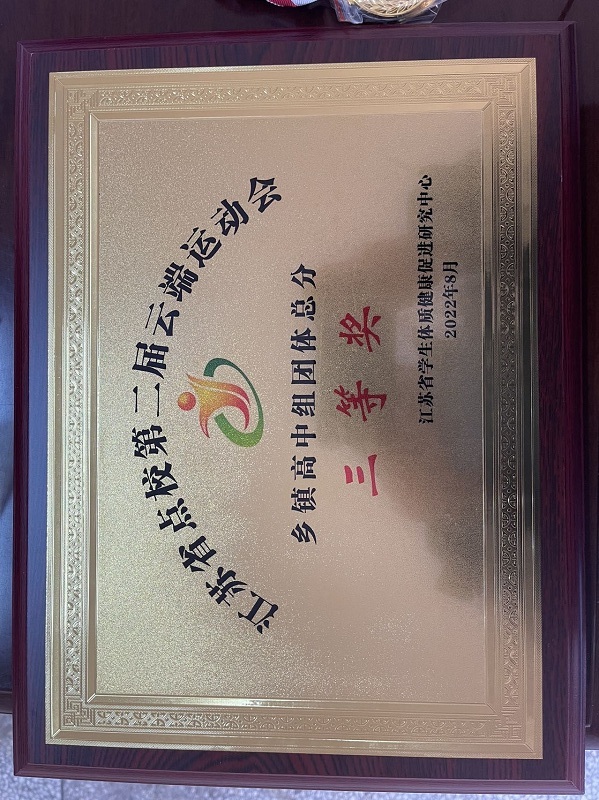 江苏省点校第二届云端运动会
乡镇高中组团体总分
三等奖
江苏省学生体质健康促进研究中心
2022年8月